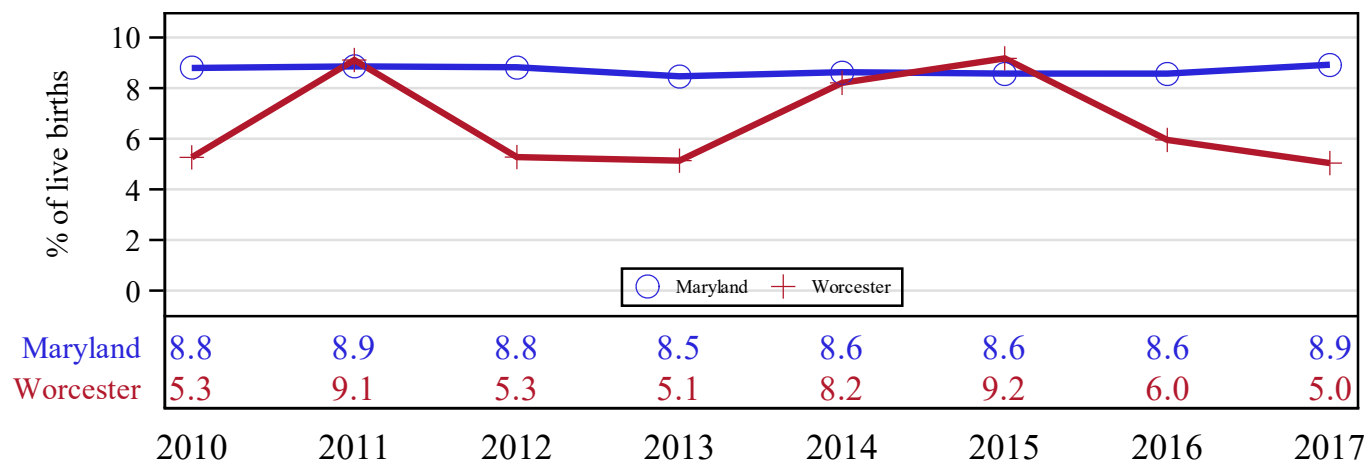 % of live births
10
8
6
4
2
0
Maryland Worcester
Maryland 8.8 8.9 8.8 8.5 8.6 8.6 8.6 8.9
Worcester 5.3 9.1 5.3 5.1 8.2 9.2 6.0 5.0
2010 2011 2012 2013 2014 2015 2016 2017